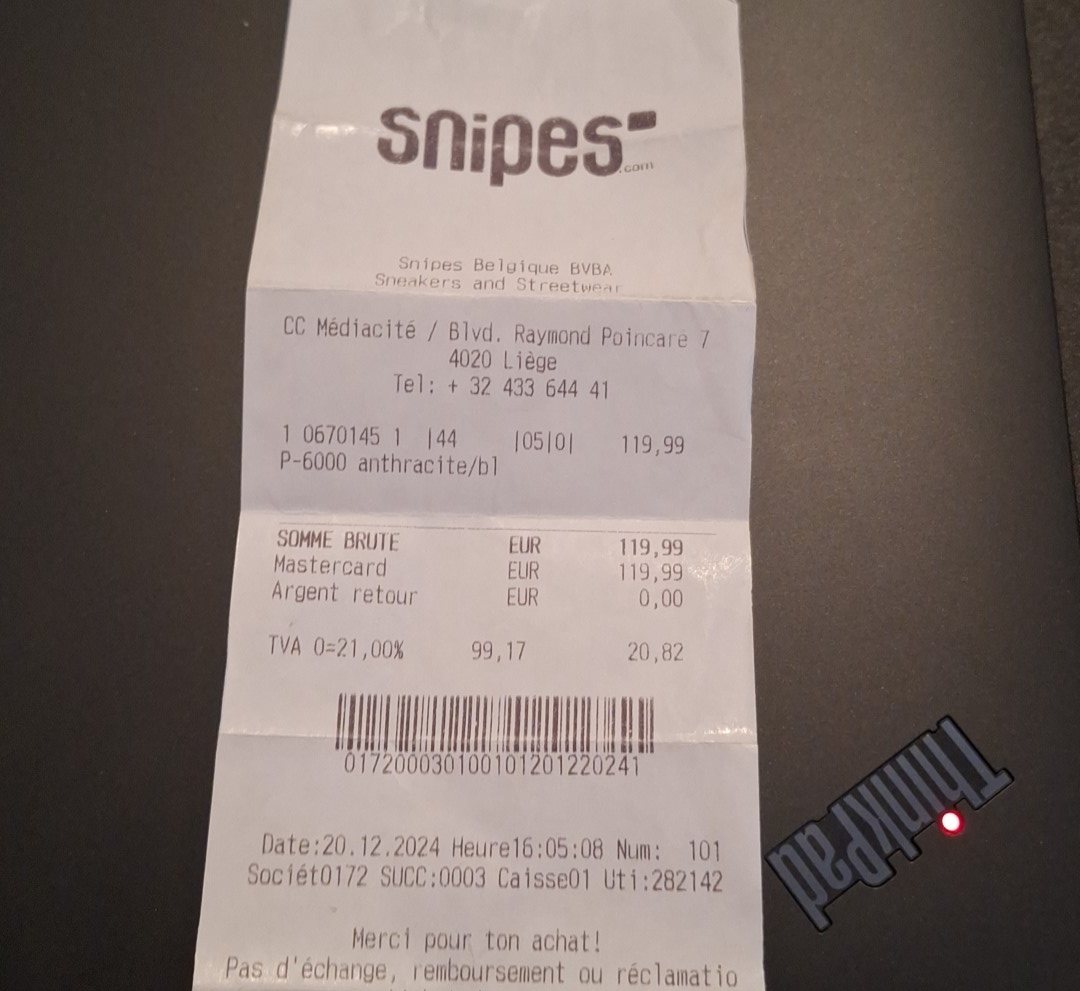 snipes
.com
Snipes Belgique BVBA
Sneakers and Streetwear
CC Médiacité / Blvd. Raymond Poincare 7
4020 Liège
Tel: + 32 433 644 41
1 0670145 1 |44 |05|0| 119,99
P-6000 anthracite/bl
SOMME BRUTE EUR 119,99
Mastercard EUR 119,99
Argent retour EUR 0,00
TVA 0=21,00% 99,17 20,82
017200030100101201220241
Date:20.12.2024 Heure16:05:08 Num: 101
Sociét0172 SUCC:0003 Caisse01 Uti:282142
Merci pour ton achat!
Pas d'échange, remboursement ou réclamatio
ThinkPad